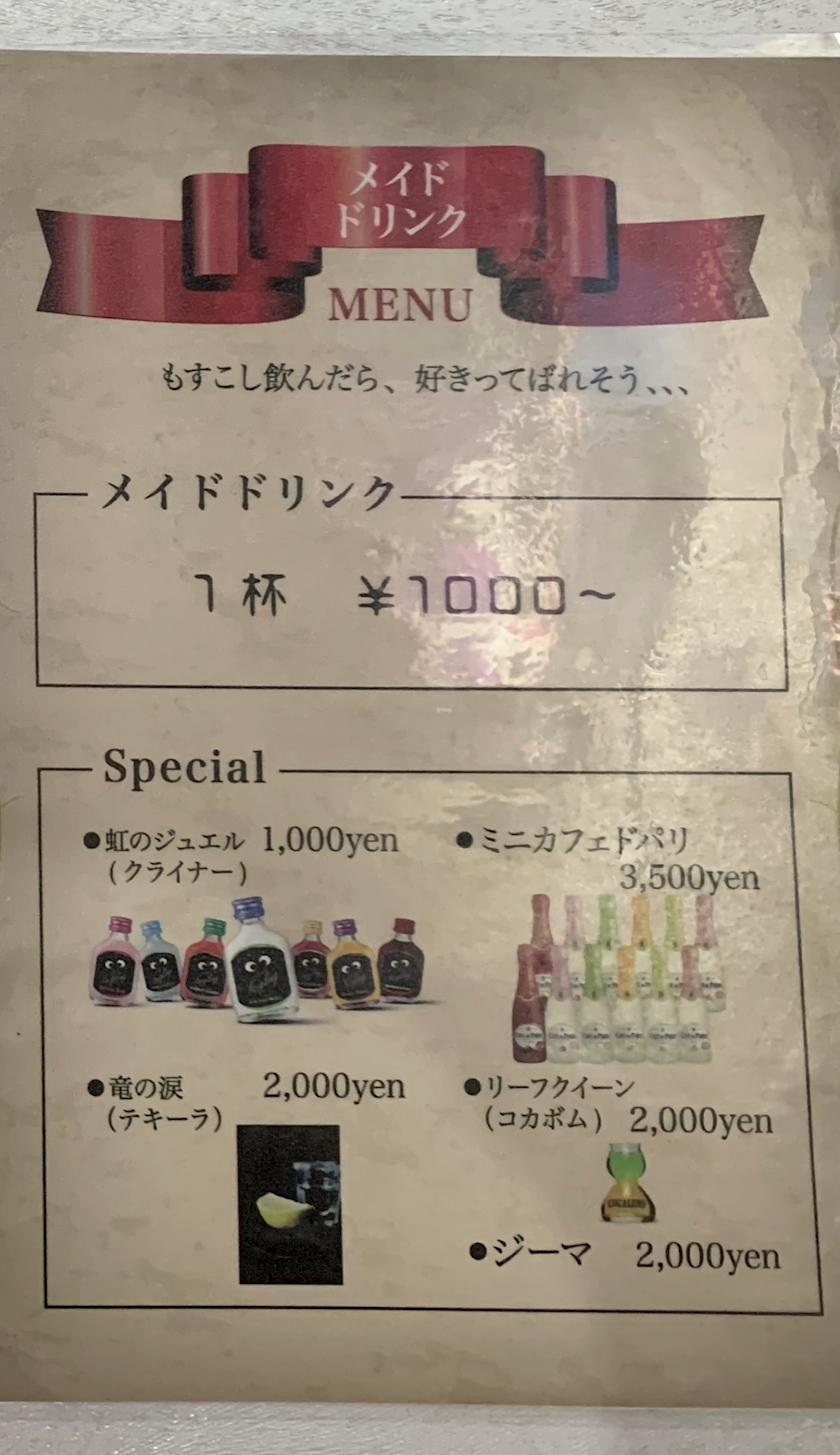 メイド
ドリンク
MENU
もすこし飲んだら、好きってばれそう、、、
メイドドリンク
1杯 ¥1000~
Special
●虹のジュエル 1,000yen
(クライナー)
●ミニカフェドパリ
3,500yen
●竜の涙 2,000yen
(テキーラ)
●リーフクイーン
(コカボム) 2,000yen
COCALERO
●ジーマ 2,000yen